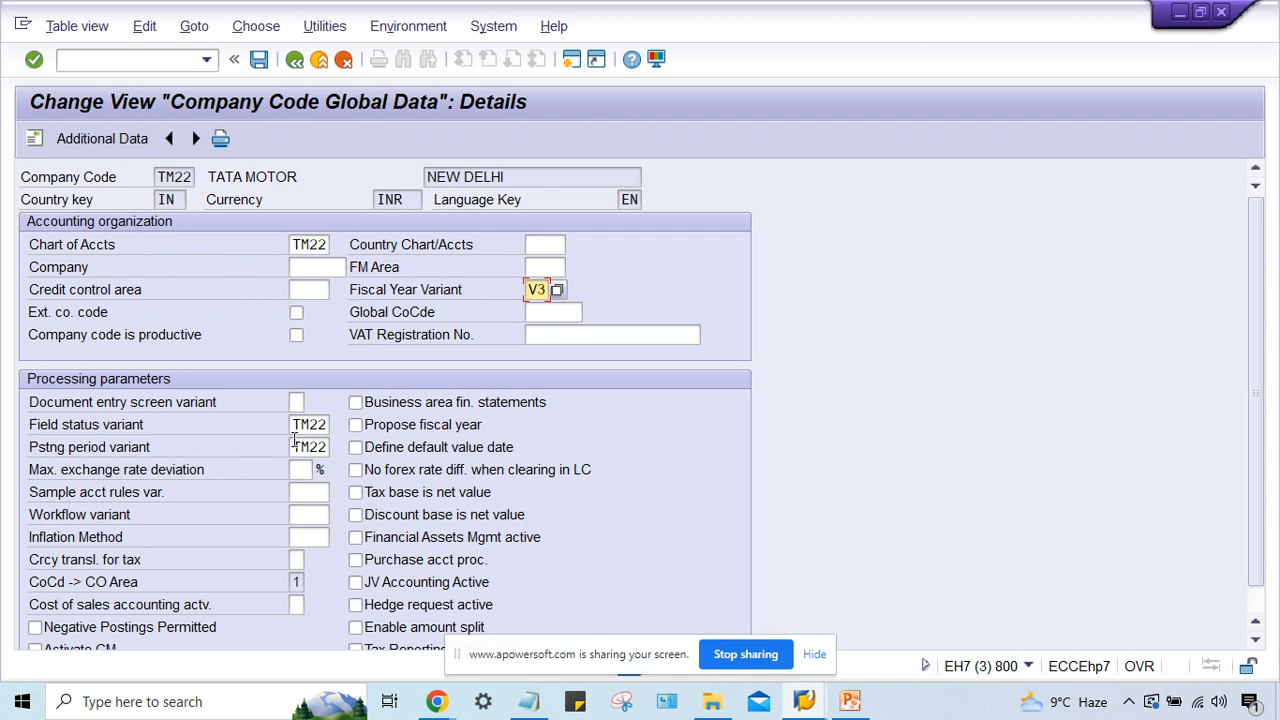 Table view Edit Goto Choose Utilities Environment System Help
Change View "Company Code Global Data": Details
Additional Data
Company Code TM22 TATA MOTOR NEW DELHI
Country key IN Currency INR Language Key EN
Accounting organization
Chart of Accts TM22 Country Chart/Accts
Company FM Area
Credit control area Fiscal Year Variant V3
Ext. co. code Global CoCde
Company code is productive VAT Registration No.
Processing parameters
Document entry screen variant Business area fin. statements
Field status variant TM22 Propose fiscal year
Pstng period variant TM22 Define default value date
Max. exchange rate deviation % No forex rate diff. when clearing in LC
Sample acct rules var. Tax base is net value
Workflow variant Discount base is net value
Inflation Method Financial Assets Mgmt active
Crcy transl. for tax Purchase acct proc.
CoCd -> CO Area 1 JV Accounting Active
Cost of sales accounting actv. Hedge request active
Negative Postings Permitted Enable amount split
Activate CM Tax Reporting
www.apowersoft.com is sharing your screen. Stop sharing Hide
EH7 (3) 800 ECCEhp7 OVR
Type here to search 9°C Haze 1